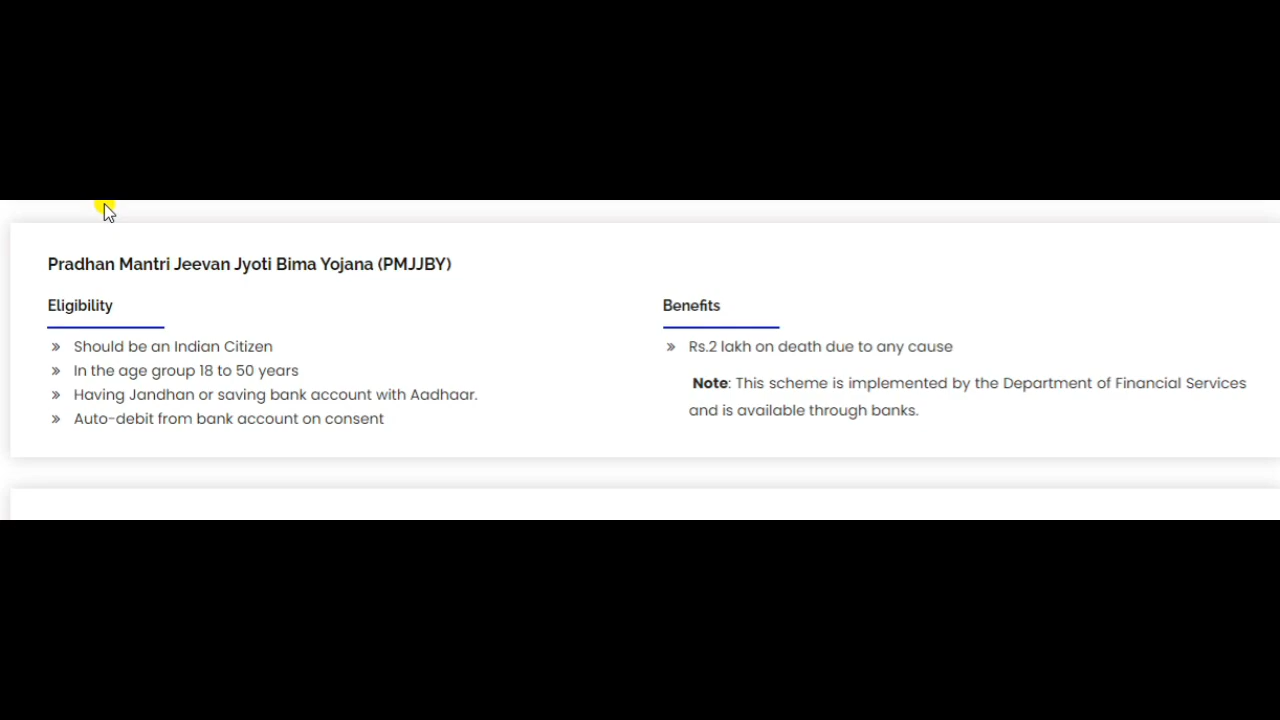 Pradhan Mantri Jeevan Jyoti Bima Yojana (PMJJBY)
Eligibility
» Should be an Indian Citizen
» In the age group 18 to 50 years
» Having Jandhan or saving bank account with Aadhaar.
» Auto-debit from bank account on consent
Benefits
» Rs.2 lakh on death due to any cause
Note: This scheme is implemented by the Department of Financial Services
and is available through banks.